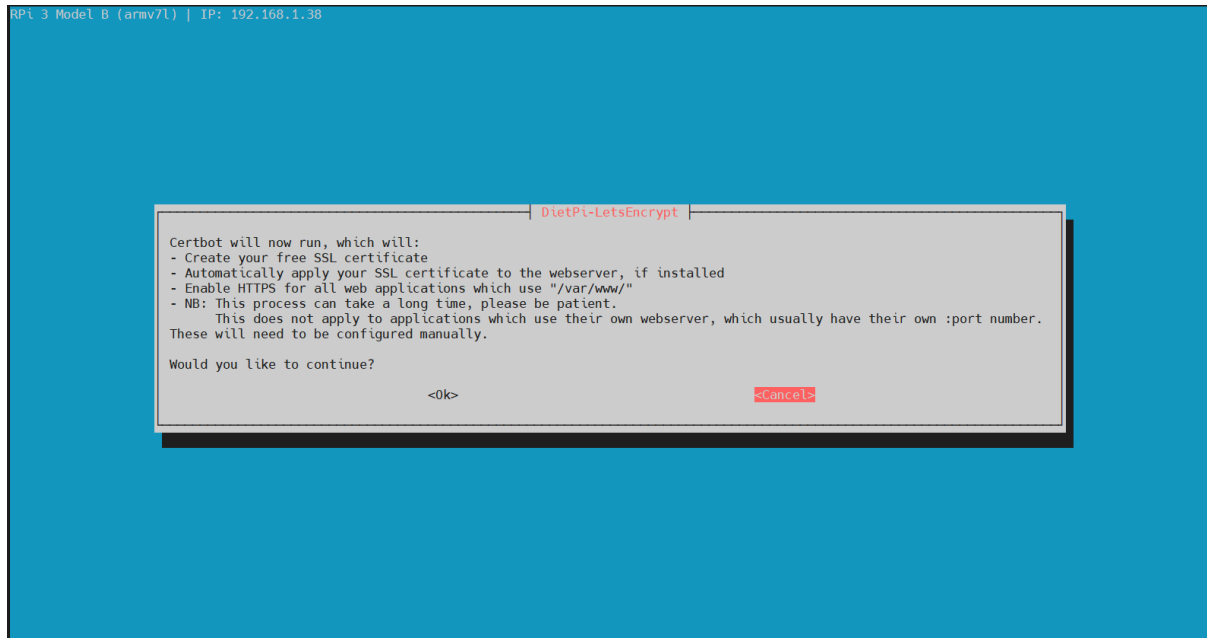 RPi 3 Model B (armv7l) | IP: 192.168.1.38
DietPi-LetsEncrypt
Certbot will now run, which will:
- Create your free SSL certificate
- Automatically apply your SSL certificate to the webserver, if installed
- Enable HTTPS for all web applications which use "/var/www/"
- NB: This process can take a long time, please be patient.
This does not apply to applications which use their own webserver, which usually have their own :port number.
These will need to be configured manually.
Would you like to continue?
<Ok> <Cancel>